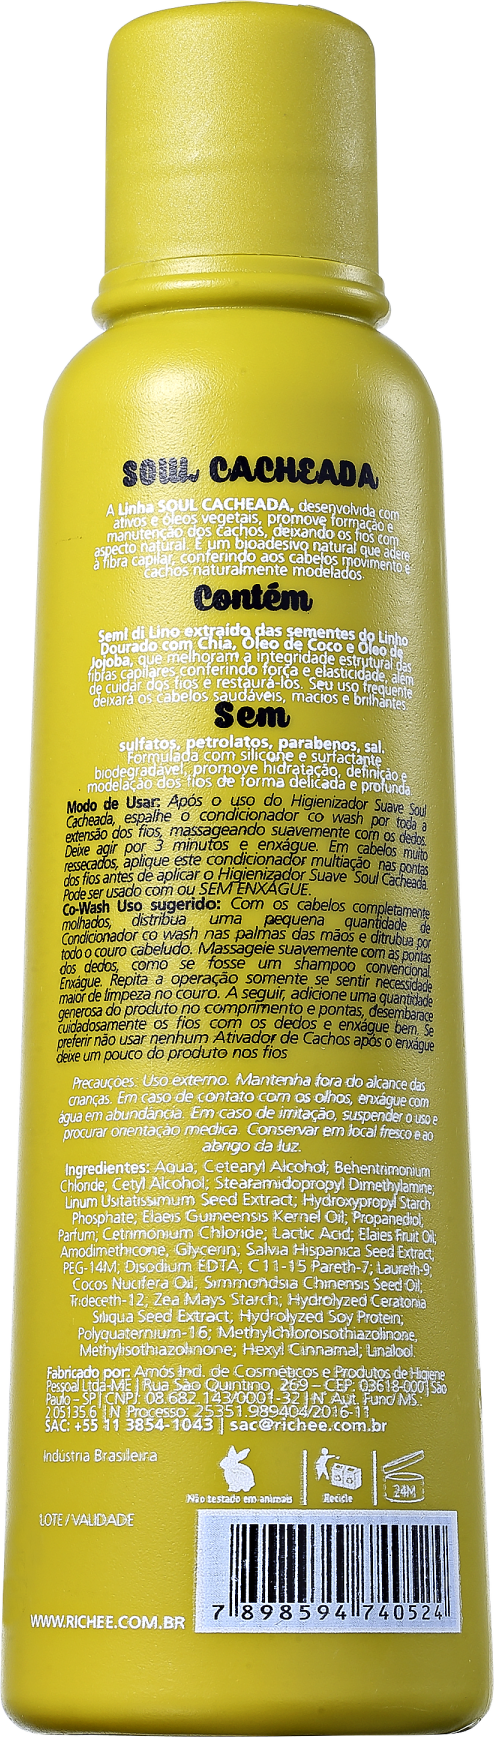 SOUL CACHEADA
A Linha SOUL CACHEADA, desenvolvida com
ativos e óleos vegetais, promove formação e
manutenção dos cachos, deixando os fios com
aspecto natural. É um bioadesivo natural que adere
à fibra capilar, conferindo aos cabelos movimento e
cachos naturalmente modelados.
Contém
Seml di Lino extraído das sementes do Linho
Dourado com Chia, Óleo de Coco e Óleo de
Jojoba, que melhoram a integridade estrutural das
fibras capilares conferindo força e elasticidade, além
de cuidar dos fios e restaurá-los. Seu uso frequente
deixará os cabelos saudáveis, macios e brilhantes.
Sem
sulfatos, petrolatos, parabenos, sal.
Formulada com silicone e surfactante
biodegradável, promove hidratação, definição e
modelação dos fios de forma delicada e profunda.
Modo de Usar: Após o uso do Higienizador Suave Soul
Cacheada, espalhe o condicionador co wash por toda a
extensão dos fios, massageando suavemente com os dedos.
Deixe agir por 3 minutos e enxágue. Em cabelos muito
ressecados, aplique este condicionador multiação nas pontas
dos fios antes de aplicar o Higienizador Suave Soul Cacheada.
Pode ser usado com ou SEM ENXÁGUE.
Co-Wash Uso sugerido: Com os cabelos completamente
molhados, distribua uma pequena quantidade de
Condicionador co wash nas palmas das mãos e ditrubua por
todo o couro cabeludo. Massageie suavemente com as pontas
dos dedos, como se fosse um shampoo convencional.
Enxágue. Repita a operação somente se sentir necessidade
maior de limpeza no couro. A seguir, adicione uma quantidade
generosa do produto no comprimento e pontas, desembarace
cuidadosamente os fios com os dedos e enxágue bem. Se
preferir não usar nenhum Ativador de Cachos após o enxágue
deixe um pouco do produto nos fios
Precauções: Uso externo. Mantenha fora do alcance das
crianças. Em caso de contato com os olhos, enxágue com
água em abundância. Em caso de irritação, suspender o uso e
procurar orientação médica. Conservar em local fresco e ao
abrigo da luz.
Ingredientes: Aqua, Cetearyl Alcohol; Behentrimonium
Chloride; Cetyl Alcohol; Stearamidopropyl Dimethylamine;
Linum Usitatissimum Seed Extract; Hydroxypropyl Starch
Phosphate; Elaeis Guineensis Kernel Oil; Propanediol;
Parfum; Cetrimonium Chloride; Lactic Acid; Elaeis Fruit Oil;
Amodimethicone, Glycerin; Salvia Hispanica Seed Extract;
PEG-14M; Disodium EDTA; C11-15 Pareth-7; Laureth-9;
Cocos Nucifera Oil; Simmondsia Chinensis Seed Oil;
Trideceth-12; Zea Mays Starch; Hydrolyzed Ceratonia
Siliqua Seed Extract; Hydrolyzed Soy Protein;
Polyquaternium-16; Methylchloroisothiazolinone,
Methylisothiazolinone; Hexyl Cinnamal; Linalool.
Fabricado por: Amós Ind. de Cosméticos e Produtos de Higiene
Pessoal Ltda-ME | Rua São Quintino, 269 – CEP: 03618-000 | São
Paulo – SP | CNPJ: 08.682.143/0001-32 | N° Aut. Func/MS:
2.05135.6 | N° Processo: 25351.989404/2016-11
SAC: +55 11 3854-1043 | sac@richee.com.br
Indústria Brasileira
Não testado em animais
Recicle
24M
LOTE / VALIDADE
7 898594 740524
WWW.RICHEE.COM.BR